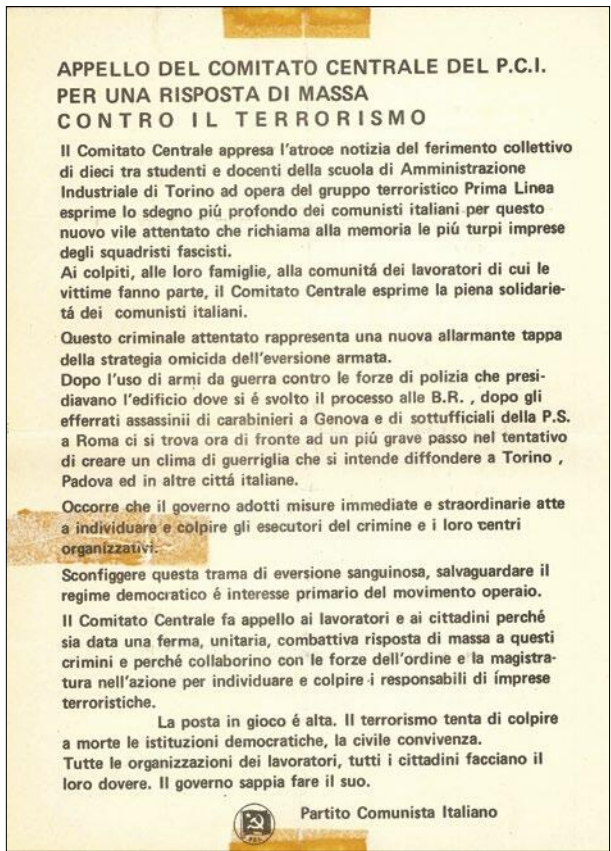 APPELLO DEL COMITATO CENTRALE DEL P.C.I.
PER UNA RISPOSTA DI MASSA
CONTRO IL TERRORISMO
Il Comitato Centrale appresa l'atroce notizia del ferimento collettivo
di dieci tra studenti e docenti della scuola di Amministrazione
Industriale di Torino ad opera del gruppo terroristico Prima Linea
esprime lo sdegno piú profondo dei comunisti italiani per questo
nuovo vile attentato che richiama alla memoria le piú turpi imprese
degli squadristi fascisti.
Ai colpiti, alle loro famiglie, alla comunitá dei lavoratori di cui le
vittime fanno parte, il Comitato Centrale esprime la piena solidarie-
tá dei comunisti italiani.
Questo criminale attentato rappresenta una nuova allarmante tappa
della strategia omicida dell'eversione armata.
Dopo l'uso di armi da guerra contro le forze di polizia che presi-
diavano l'edificio dove si é svolto il processo alle B.R. , dopo gli
efferrati assassinii di carabinieri a Genova e di sottufficiali della P.S.
a Roma ci si trova ora di fronte ad un piú grave passo nel tentativo
di creare un clima di guerriglia che si intende diffondere a Torino ,
Padova ed in altre cittá italiane.
Occorre che il governo adotti misure immediate e straordinarie atte
a individuare e colpire gli esecutori del crimine e i loro centri
organizzativi.
Sconfiggere questa trama di eversione sanguinosa, salvaguardare il
regime democratico é interesse primario del movimento operaio.
Il Comitato Centrale fa appello ai lavoratori e ai cittadini perché
sia data una ferma, unitaria, combattiva risposta di massa a questi
crimini e perché collaborino con le forze dell'ordine e la magistra-
tura nell'azione per individuare e colpire i responsabili di ímprese
terroristiche.
La posta in gioco é alta. Il terrorismo tenta di colpire
a morte le istituzioni democratiche, la civile convivenza.
Tutte le organizzazioni dei lavoratori, tutti i cittadini facciano il
loro dovere. Il governo sappia fare il suo.
Partito Comunista Italiano